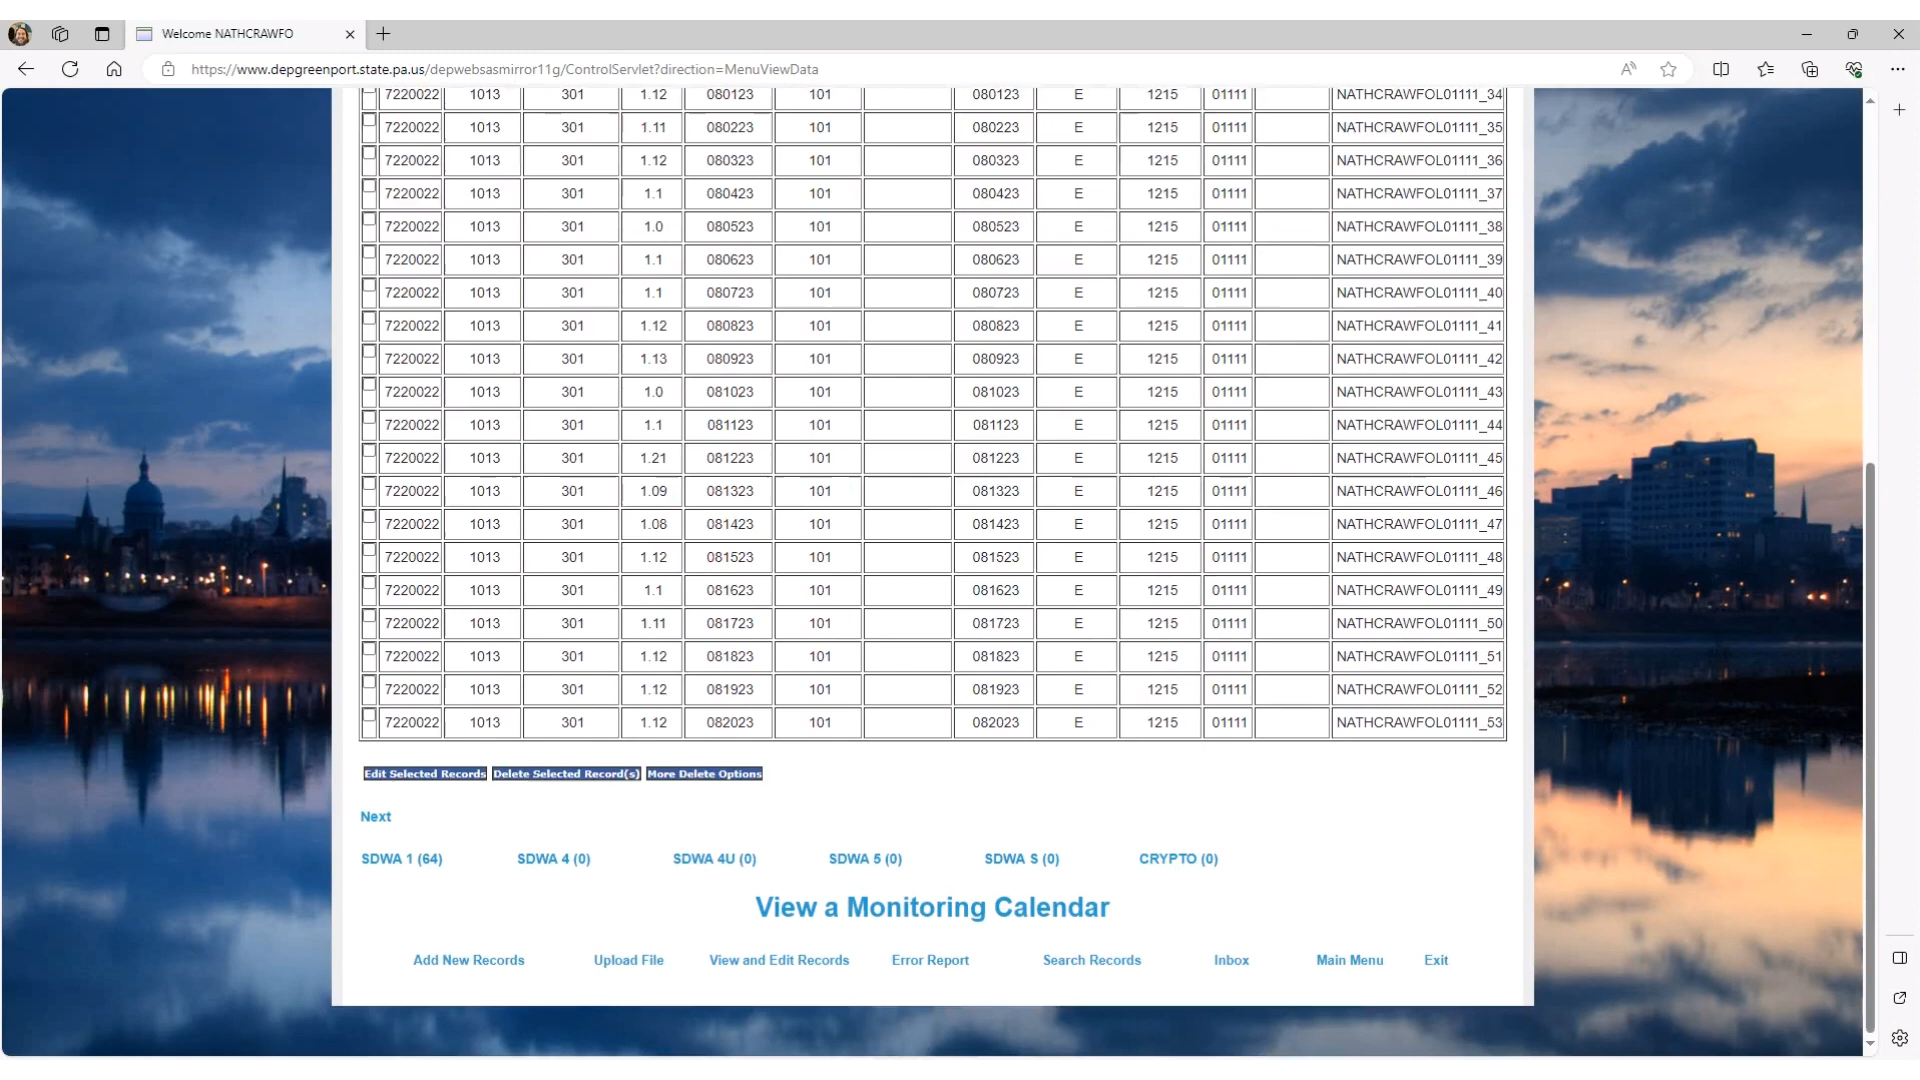 Welcome NATHCRAWFO
https://www.depgreenport.state.pa.us/depwebsasmirror11g/ControlServlet?direction=MenuViewData
7220022 1013 301 1.12 080123 101 080123 E 1215 01111 NATHCRAWFOL01111_34
7220022 1013 301 1.11 080223 101 080223 E 1215 01111 NATHCRAWFOL01111_35
7220022 1013 301 1.12 080323 101 080323 E 1215 01111 NATHCRAWFOL01111_36
7220022 1013 301 1.1 080423 101 080423 E 1215 01111 NATHCRAWFOL01111_37
7220022 1013 301 1.0 080523 101 080523 E 1215 01111 NATHCRAWFOL01111_38
7220022 1013 301 1.1 080623 101 080623 E 1215 01111 NATHCRAWFOL01111_39
7220022 1013 301 1.1 080723 101 080723 E 1215 01111 NATHCRAWFOL01111_40
7220022 1013 301 1.12 080823 101 080823 E 1215 01111 NATHCRAWFOL01111_41
7220022 1013 301 1.13 080923 101 080923 E 1215 01111 NATHCRAWFOL01111_42
7220022 1013 301 1.0 081023 101 081023 E 1215 01111 NATHCRAWFOL01111_43
7220022 1013 301 1.1 081123 101 081123 E 1215 01111 NATHCRAWFOL01111_44
7220022 1013 301 1.21 081223 101 081223 E 1215 01111 NATHCRAWFOL01111_45
7220022 1013 301 1.09 081323 101 081323 E 1215 01111 NATHCRAWFOL01111_46
7220022 1013 301 1.08 081423 101 081423 E 1215 01111 NATHCRAWFOL01111_47
7220022 1013 301 1.12 081523 101 081523 E 1215 01111 NATHCRAWFOL01111_48
7220022 1013 301 1.1 081623 101 081623 E 1215 01111 NATHCRAWFOL01111_49
7220022 1013 301 1.11 081723 101 081723 E 1215 01111 NATHCRAWFOL01111_50
7220022 1013 301 1.12 081823 101 081823 E 1215 01111 NATHCRAWFOL01111_51
7220022 1013 301 1.12 081923 101 081923 E 1215 01111 NATHCRAWFOL01111_52
7220022 1013 301 1.12 082023 101 082023 E 1215 01111 NATHCRAWFOL01111_53
Edit Selected Records Delete Selected Record(s) More Delete Options
Next
SDWA 1 (64) SDWA 4 (0) SDWA 4U (0) SDWA 5 (0) SDWA S (0) CRYPTO (0)
View a Monitoring Calendar
Add New Records Upload File View and Edit Records Error Report Search Records Inbox Main Menu Exit